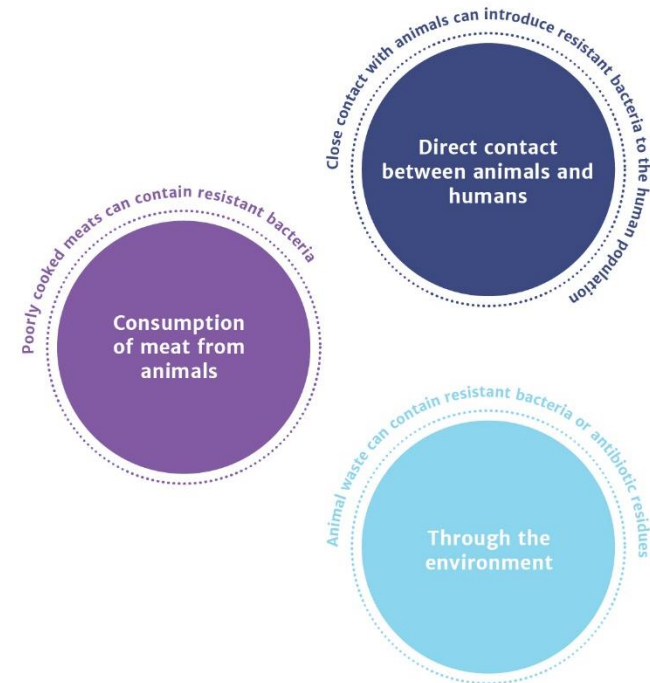 Close contact with animals can introduce resistant bacteria to the human population
Direct contact
between animals and
humans
Poorly cooked meats can contain resistant bacteria
Consumption
of meat from
animals
Animal waste can contain resistant bacteria or antibiotic residues
Through the
environment